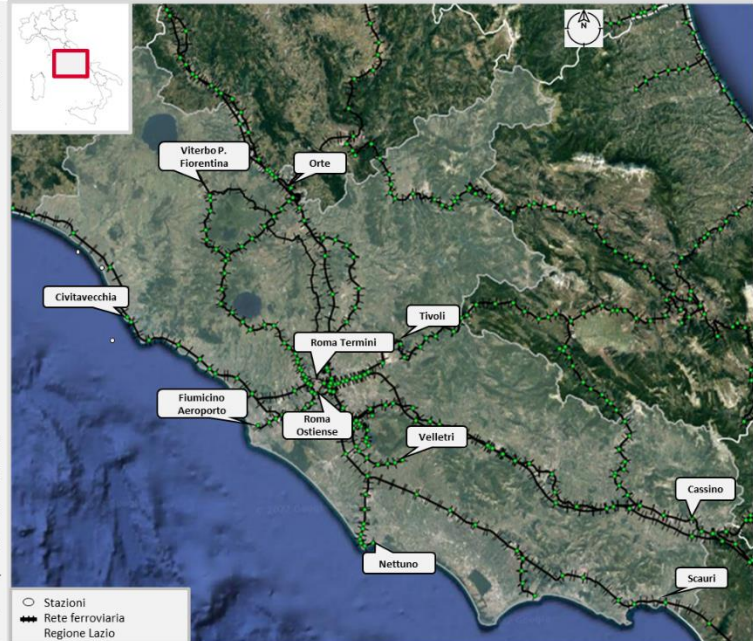 N
Viterbo P.
Fiorentina
Orte
Civitavecchia
Tivoli
Roma Termini
Fiumicino
Aeroporto
Roma
Ostiense
Velletri
Cassino
Nettuno
Scauri
Stazioni
Rete ferroviaria
Regione Lazio